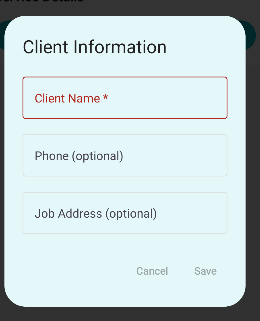 Client Information
Client Name *
Phone (optional)
Job Address (optional)
Cancel
Save